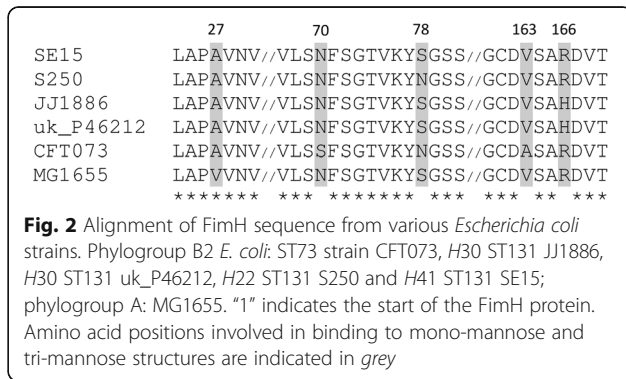 27 70 78 163 166
SE15 LAPAVNV//VLSNFSGTVKYSGSS//GCDVSARDVT
S250 LAPAVNV//VLSNFSGTVKYNGSS//GCDVSARDVT
JJ1886 LAPAVNV//VLSNFSGTVKYNGSS//GCDVSAHDVT
uk_P46212 LAPAVNV//VLSNFSGTVKYNGSS//GCDVSAHDVT
CFT073 LAPAVNV//VLSSFSGTVKYNGSS//GCDASARDVT
MG1655 LAPVVNV//VLSNFSGTVKYSGSS//GCDVSARDVT
******* *** ******* *** *** ** ***
Fig. 2 Alignment of FimH sequence from various Escherichia coli
strains. Phylogroup B2 E. coli: ST73 strain CFT073, H30 ST131 JJ1886,
H30 ST131 uk_P46212, H22 ST131 S250 and H41 ST131 SE15;
phylogroup A: MG1655. “1” indicates the start of the FimH protein.
Amino acid positions involved in binding to mono-mannose and
tri-mannose structures are indicated in grey